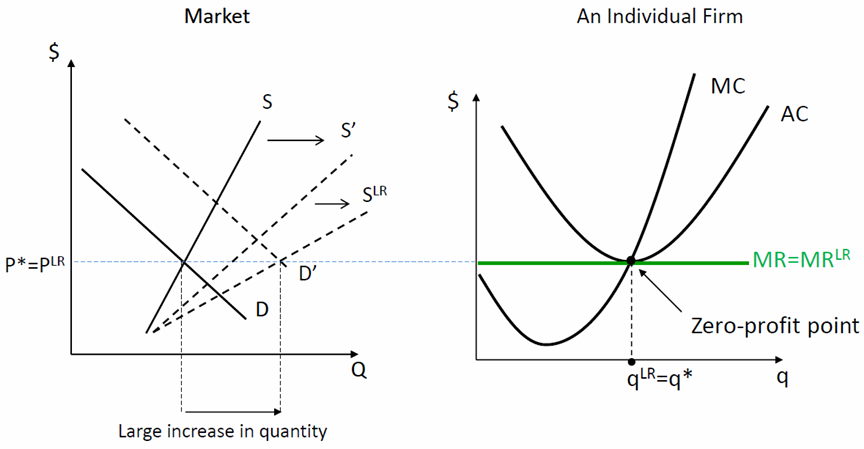 Market
$
S
S’
S^LR
P*=P^LR
D’
D
Q
Large increase in quantity
An Individual Firm
$
MC
AC
MR=MR^LR
Zero-profit point
q^LR=q*
q